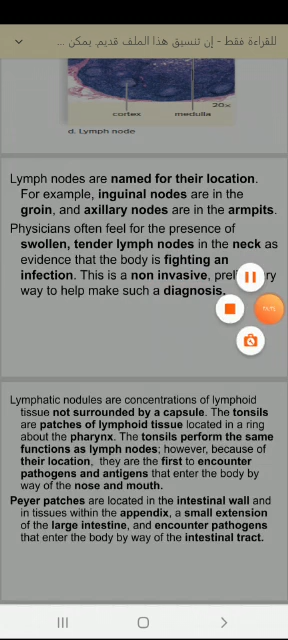 للقراءة فقط - إن تنسيق هذا الملف قديم. يمكن ...
20x
cortex medulla
d. Lymph node
Lymph nodes are named for their location.
For example, inguinal nodes are in the
groin, and axillary nodes are in the armpits.
Physicians often feel for the presence of
swollen, tender lymph nodes in the neck as
evidence that the body is fighting an
infection. This is a non invasive,
way to help make such a diagnosis.
Lymphatic nodules are concentrations of lymphoid
tissue not surrounded by a capsule. The tonsils
are patches of lymphoid tissue located in a ring
about the pharynx. The tonsils perform the same
functions as lymph nodes; however, because of
their location, they are the first to encounter
pathogens and antigens that enter the body by
way of the nose and mouth.
Peyer patches are located in the intestinal wall and
in tissues within the appendix, a small extension
of the large intestine, and encounter pathogens
that enter the body by way of the intestinal tract.